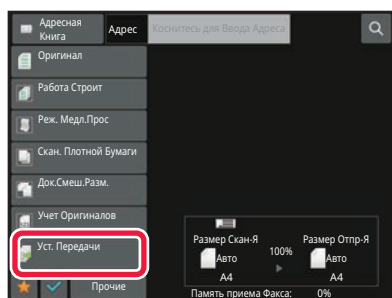 Адресная
Книга
Адрес
Коснитесь для Ввода Адреса
Оригинал
Работа Строит
Реж. Медл.Прос
Скан. Плотной Бумаги
Док.Смеш.Разм.
Учет Оригиналов
Уст. Передачи
Прочие
Размер Скан-Я
Размер Отпр-Я
100%
Авто
Авто
A4
A4
Память приема Факса: 0%